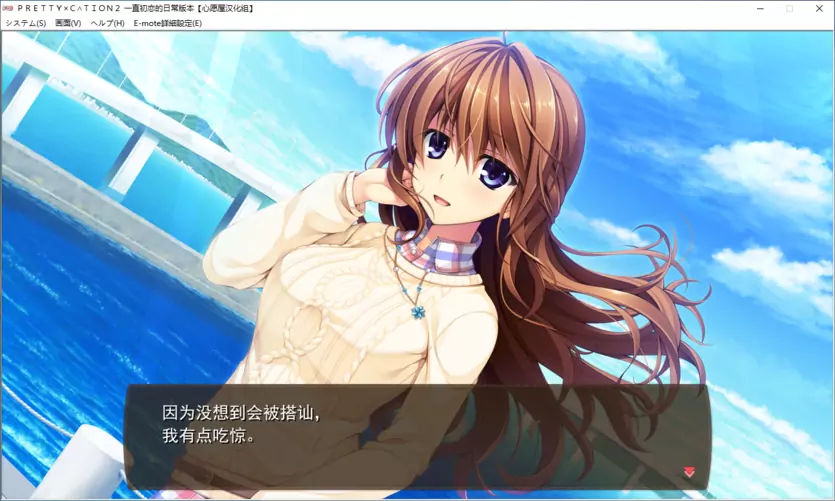 PRETTY×CATION2 一直初恋的日常版本【心愿屋汉化组】
システム(S) 画面(V) ヘルプ(H) E-mote詳細設定(E)
因为没想到会被搭讪，
我有点吃惊。